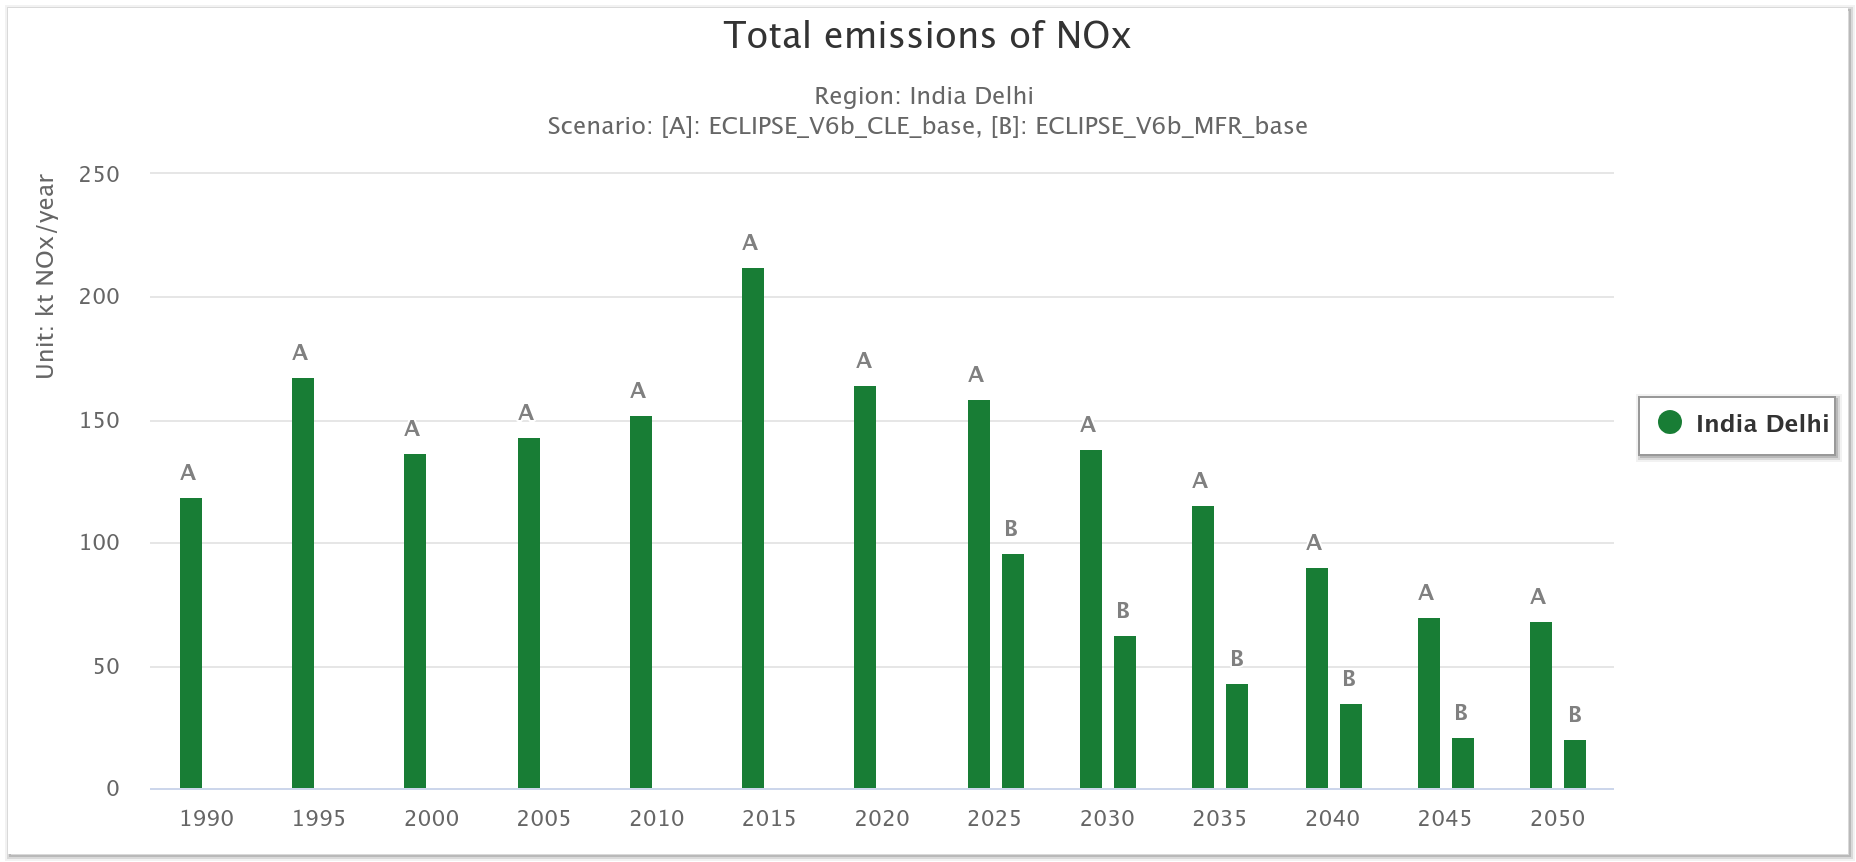 Total emissions of NOx
Region: India Delhi
Scenario: [A]: ECLIPSE_V6b_CLE_base, [B]: ECLIPSE_V6b_MFR_base
Unit: kt NOx/year
250
200
150
100
50
0
A
A
A
A
A
A
A
A
B
A
B
A
B
A
B
A
B
A
B
1990 1995 2000 2005 2010 2015 2020 2025 2030 2035 2040 2045 2050
India Delhi